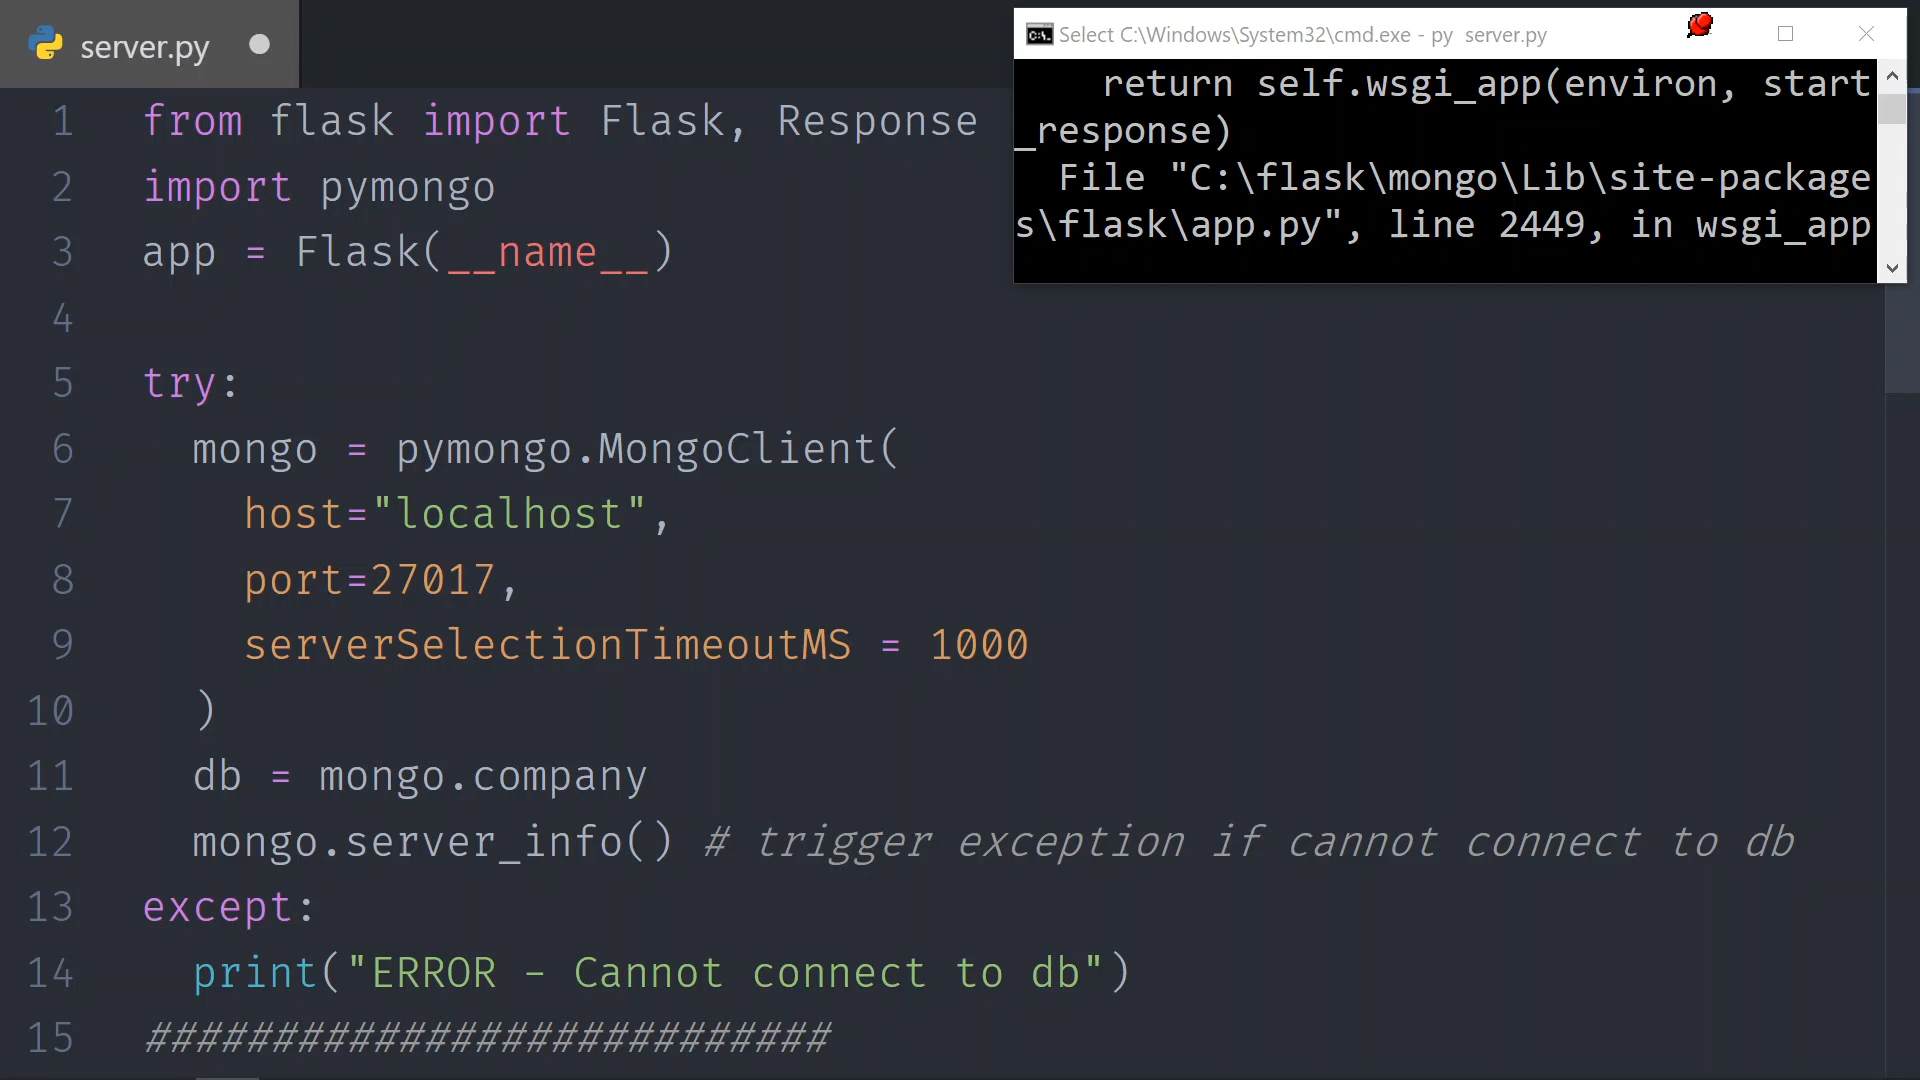 server.py
1 from flask import Flask, Response
2 import pymongo
3 app = Flask(__name__)
4
5 try:
6 mongo = pymongo.MongoClient(
7 host="localhost",
8 port=27017,
9 serverSelectionTimeoutMS = 1000
10 )
11 db = mongo.company
12 mongo.server_info() # trigger exception if cannot connect to db
13 except:
14 print("ERROR - Cannot connect to db")
15 ###########################
Select C:\Windows\System32\cmd.exe - py server.py
return self.wsgi_app(environ, start
_response)
File "C:\flask\mongo\Lib\site-package
s\flask\app.py", line 2449, in wsgi_app